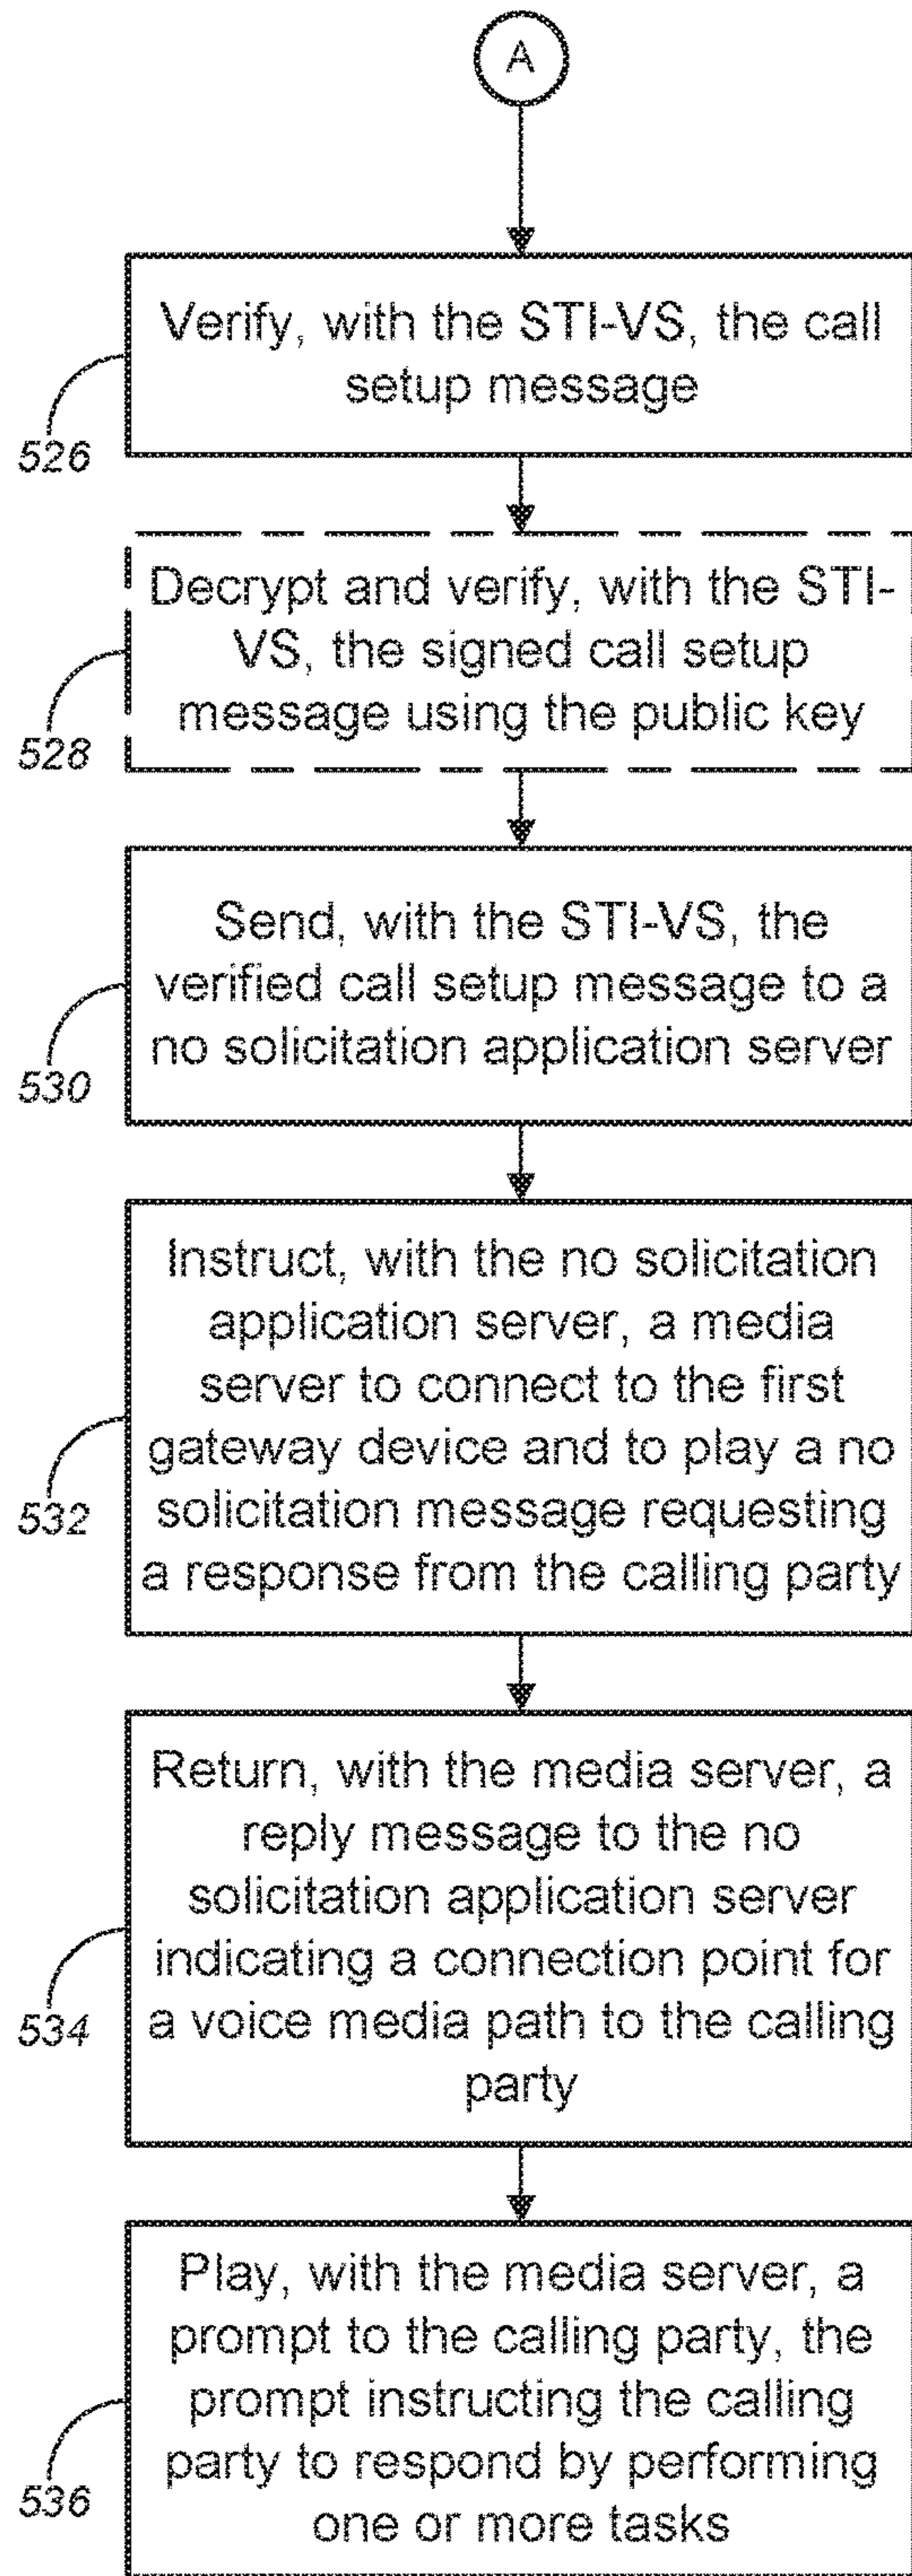 A
Verify, with the STI-VS, the call
setup message
526
Decrypt and verify, with the STI-
VS, the signed call setup
message using the public key
528
Send, with the STI-VS, the
verified call setup message to a
no solicitation application server
530
Instruct, with the no solicitation
application server, a media
server to connect to the first
gateway device and to play a no
solicitation message requesting
a response from the calling party
532
Return, with the media server, a
reply message to the no
solicitation application server
indicating a connection point for
a voice media path to the calling
party
534
Play, with the media server, a
prompt to the calling party, the
prompt instructing the calling
party to respond by performing
one or more tasks
536